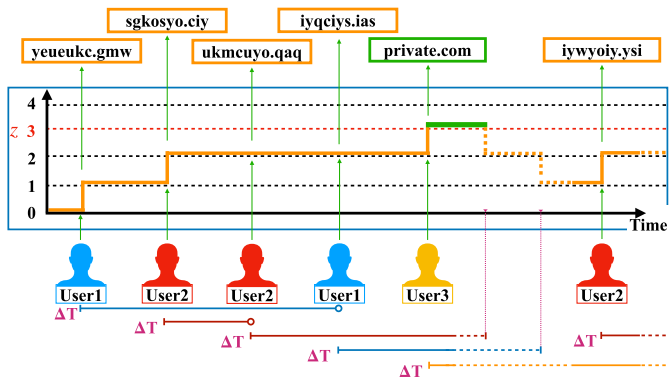 sgkosyo.ciy
iyqciys.ias
yeueukc.gmw
ukmcuyo.qaq
private.com
iywyoiy.ysi
4
z 3
2
1
0
Time
User1
User2
User2
User1
User3
User2
ΔT
ΔT
ΔT
ΔT
ΔT
ΔT